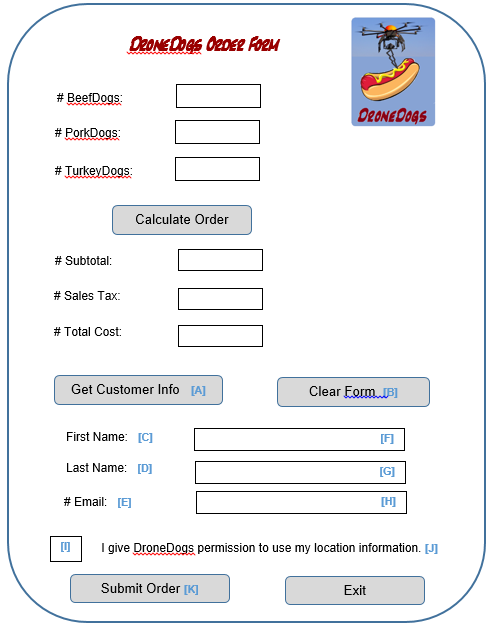 DroneDogs Order Form
DroneDogs
# BeefDogs:
# PorkDogs:
# TurkeyDogs:
Calculate Order
# Subtotal:
# Sales Tax:
# Total Cost:
Get Customer Info [A]
Clear Form [B]
First Name: [C] [F]
Last Name: [D] [G]
# Email: [E] [H]
[I] I give DroneDogs permission to use my location information. [J]
Submit Order [K]
Exit